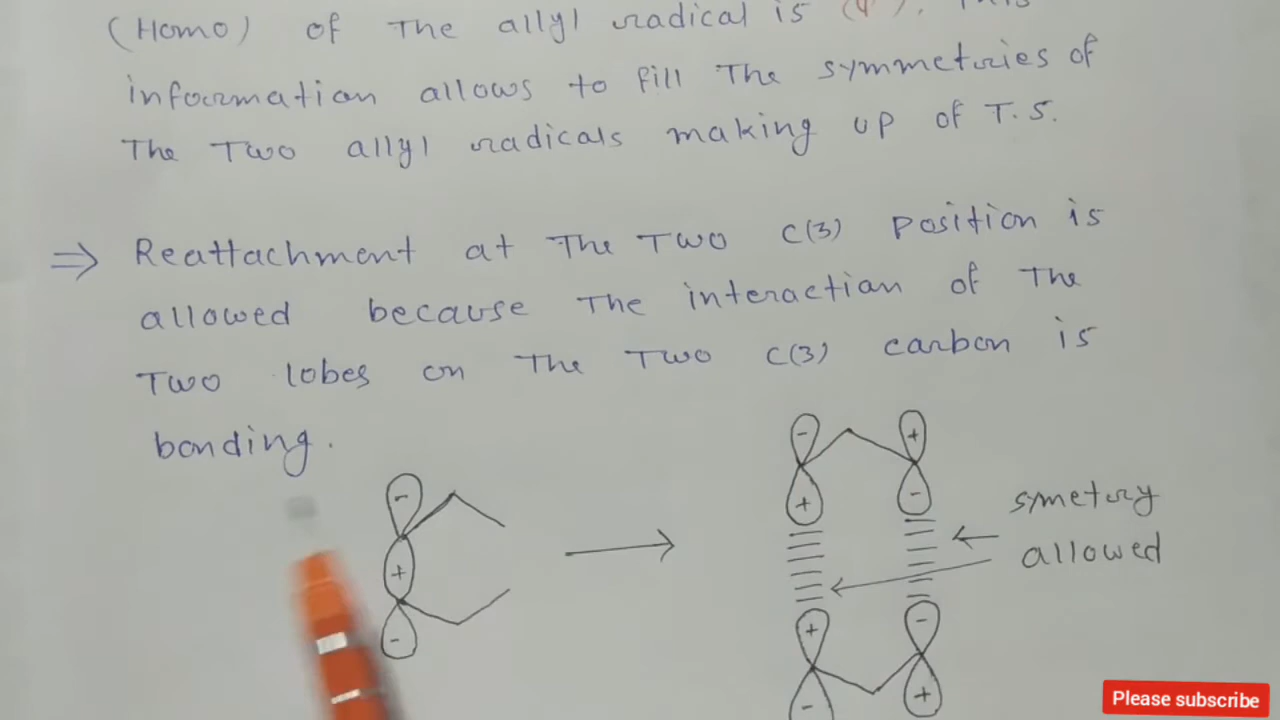 (Homo) of The allyl radical is (Ψ). This
information allows to fill The symmetries of
The Two allyl radicals making up of T.S.
⇒ Reattachment at The Two C(3) Position is
allowed because The interaction of The
Two lobes on The Two C(3) carbon is
bonding.
- + -
- + + -
symetry
allowed
+ - - +
Please subscribe